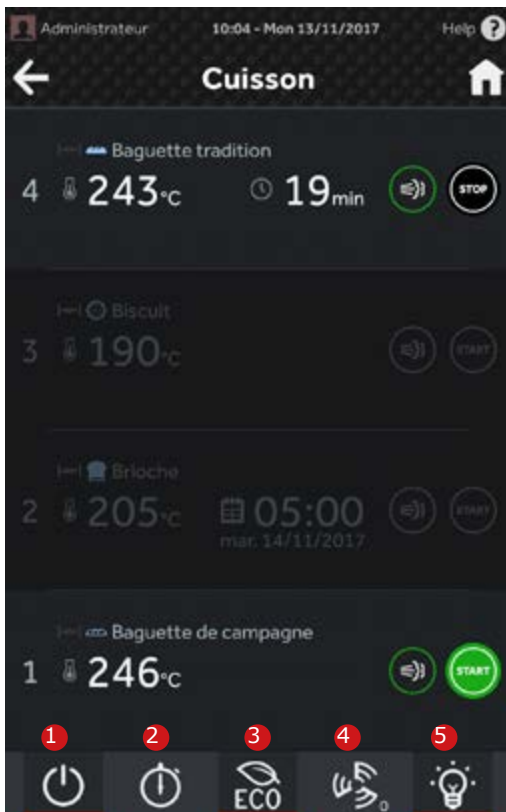 Administrateur 10:04 - Mon 13/11/2017 Help ?
Cuisson
Baguette tradition
4 243°C 19min STOP
Biscuit
3 190°C START
Brioche
2 205°C 05:00 START
mar. 14/11/2017
Baguette de campagne
1 246°C START
1 2 3 4 5
ECO 0